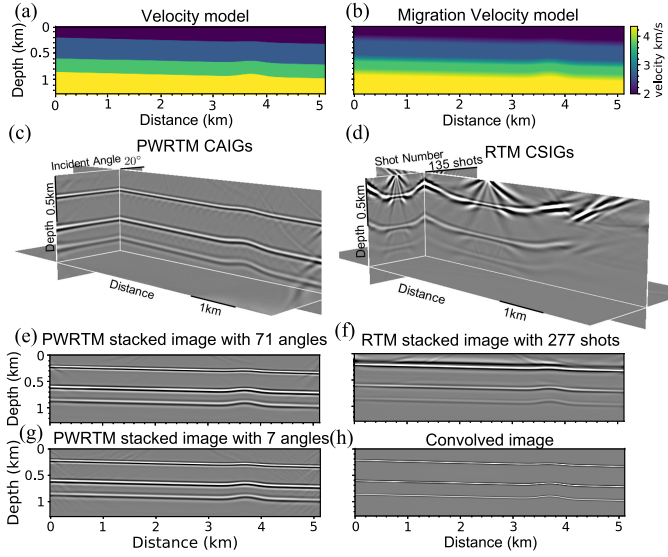 (a) Velocity model
(b) Migration Velocity model
Depth (km)
0
0.5
1
0 1 2 3 4 5
Distance (km)
0 1 2 3 4 5
Distance (km)
4
3
2
velocity km/s
(c) PWRTM CAIGs
Incident Angle 20°
Depth 0.5km
Distance
1km
(d) RTM CSIGs
Shot Number
135 shots
Depth 0.5km
Distance
1km
(e) PWRTM stacked image with 71 angles
(f) RTM stacked image with 277 shots
Depth (km)
0
0.5
1
(g) PWRTM stacked image with 7 angles
(h) Convolved image
Depth (km)
0
0.5
1
0 1 2 3 4 5
Distance (km)
0 1 2 3 4 5
Distance (km)